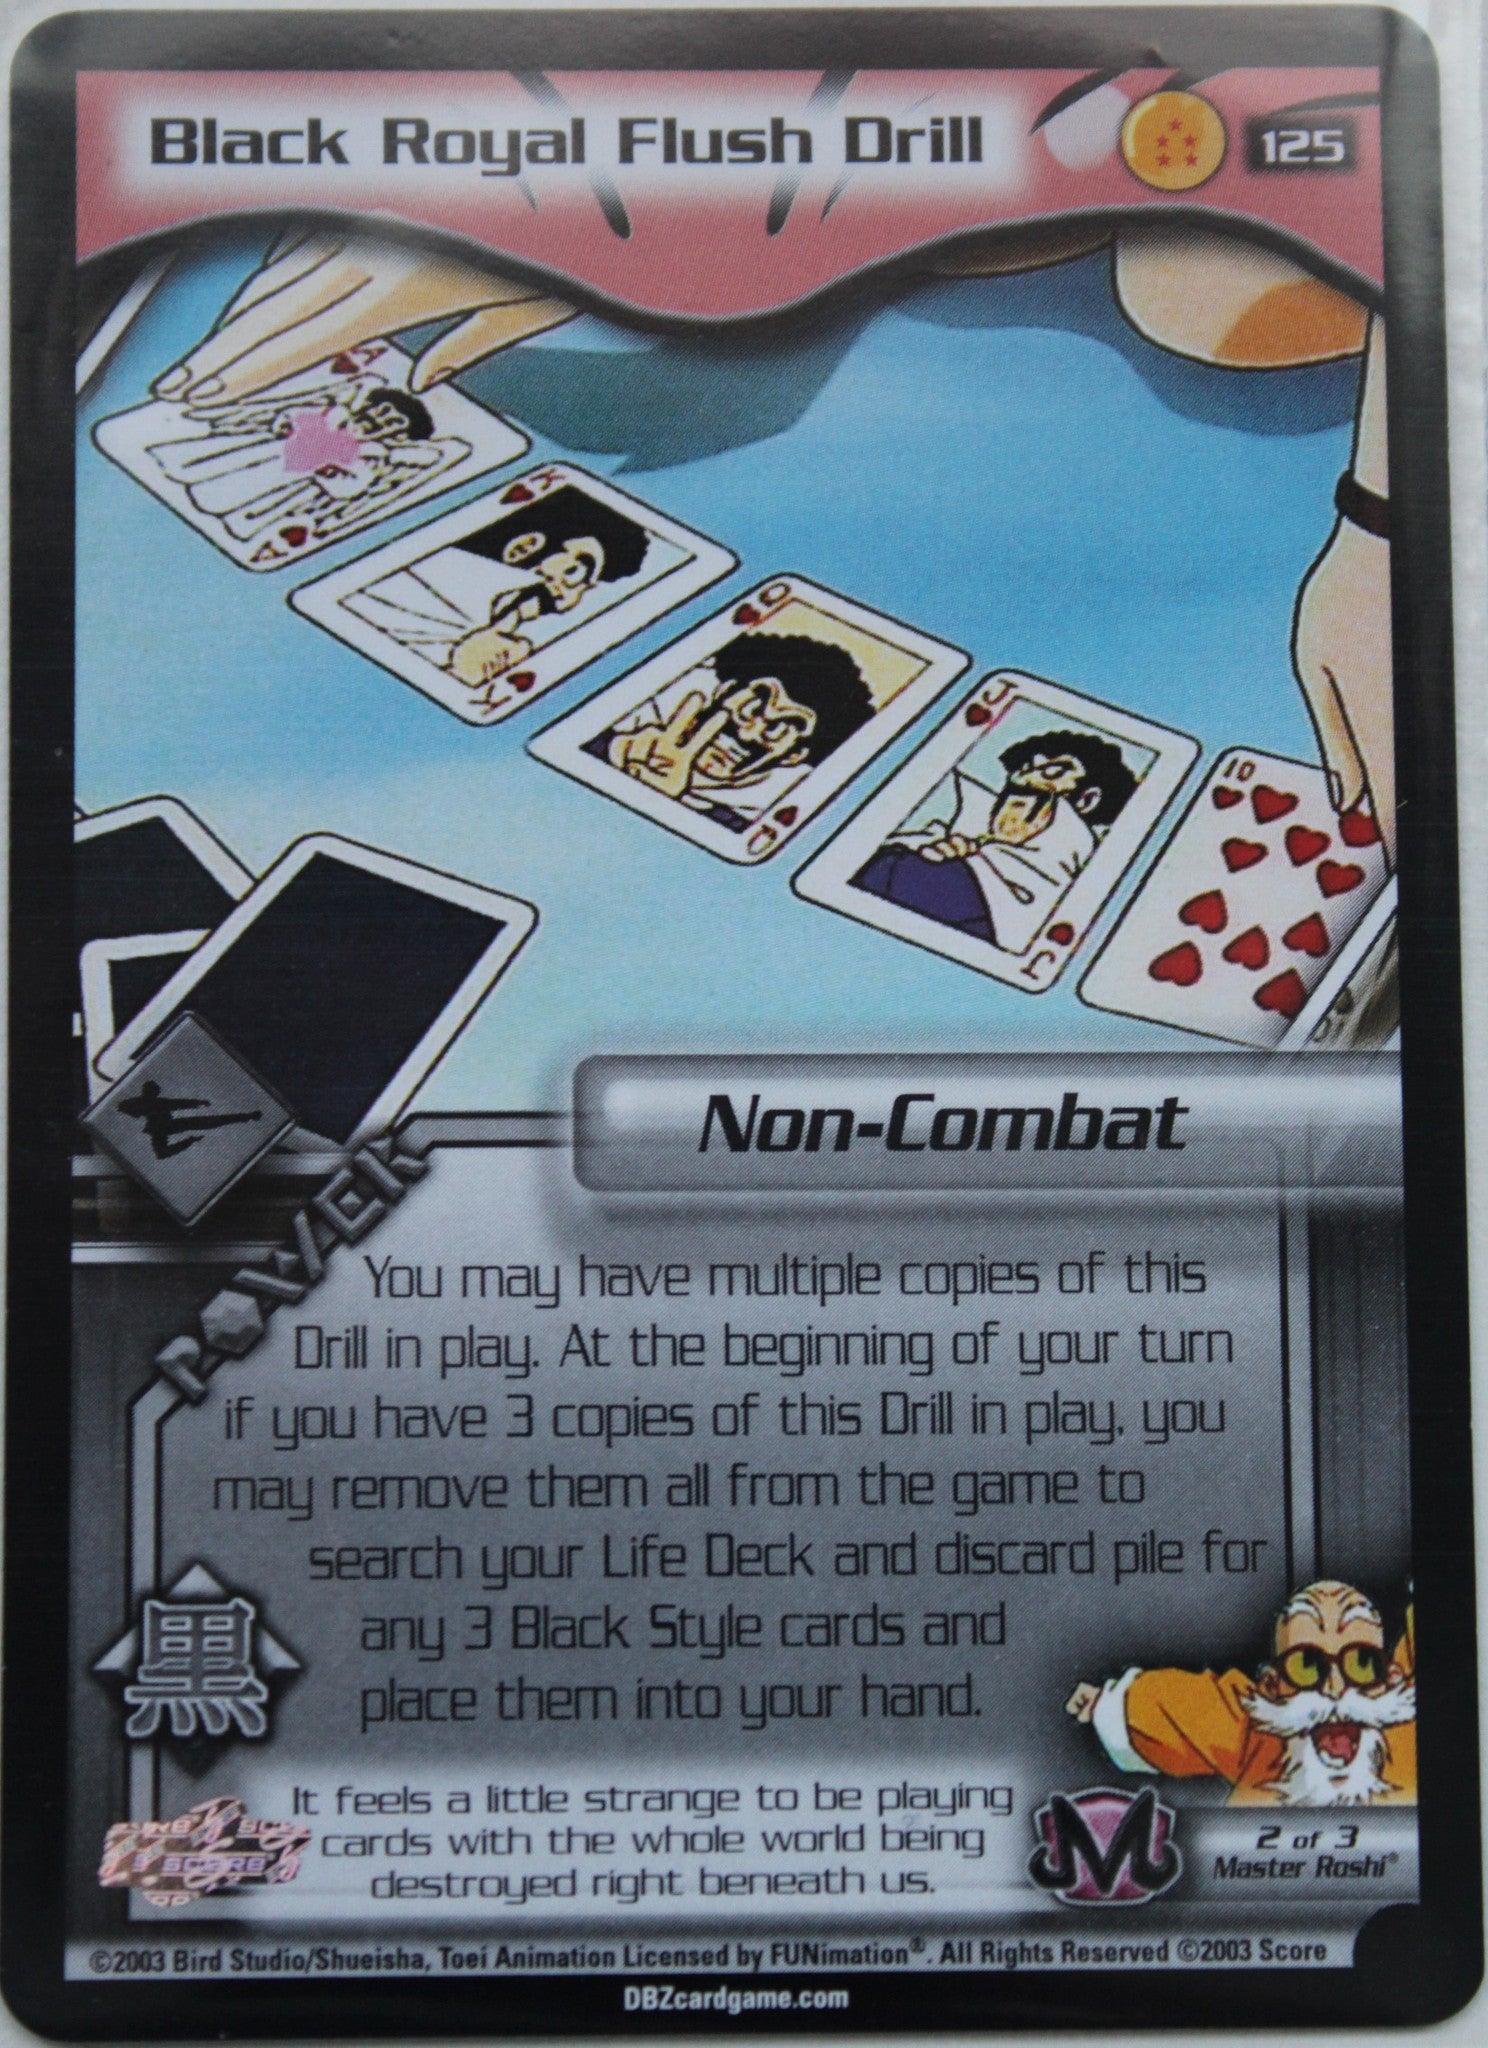 Black Royal Flush Drill
125
A
A
K
K
Q
Q
J
J
10
Non-Combat
POWER
You may have multiple copies of this
Drill in play. At the beginning of your turn
if you have 3 copies of this Drill in play, you
may remove them all from the game to
search your Life Deck and discard pile for
any 3 Black Style cards and
place them into your hand.
黒
It feels a little strange to be playing
cards with the whole world being
destroyed right beneath us.
SCORE
M
2 of 3
Master Roshi®
©2003 Bird Studio/Shueisha, Toei Animation Licensed by FUNimation®. All Rights Reserved ©2003 Score
DBZcardgame.com